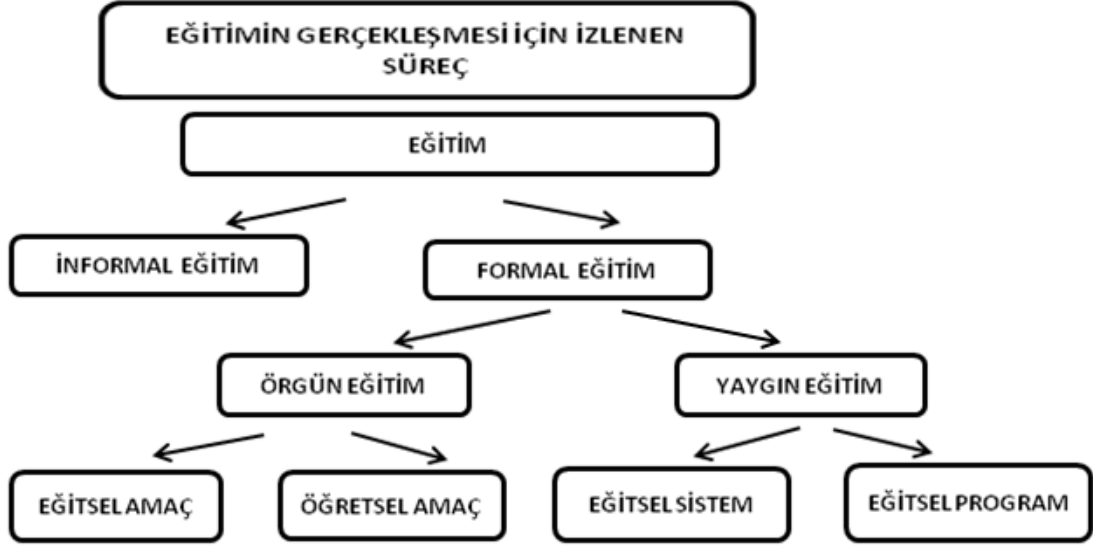 EĞİTİMİN GERÇEKLEŞMESİ İÇİN İZLENEN
SÜREÇ
EĞİTİM
İNFORMAL EĞİTİM
FORMAL EĞİTİM
ÖRGÜN EĞİTİM
YAYGIN EĞİTİM
EĞİTSEL AMAÇ
ÖĞRETSEL AMAÇ
EĞİTSEL SİSTEM
EĞİTSEL PROGRAM